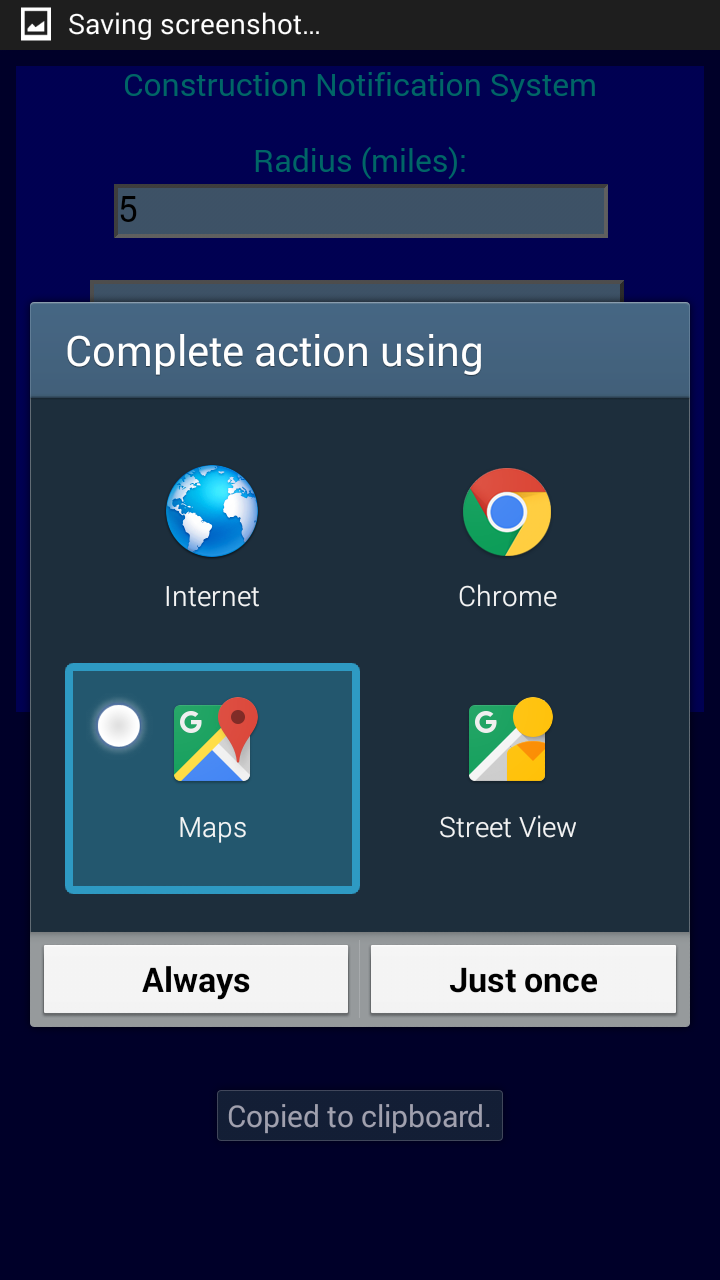 Saving screenshot...
Construction Notification System
Radius (miles):
5
Complete action using
Internet
Chrome
G
G
Maps
Street View
Always
Just once
Copied to clipboard.